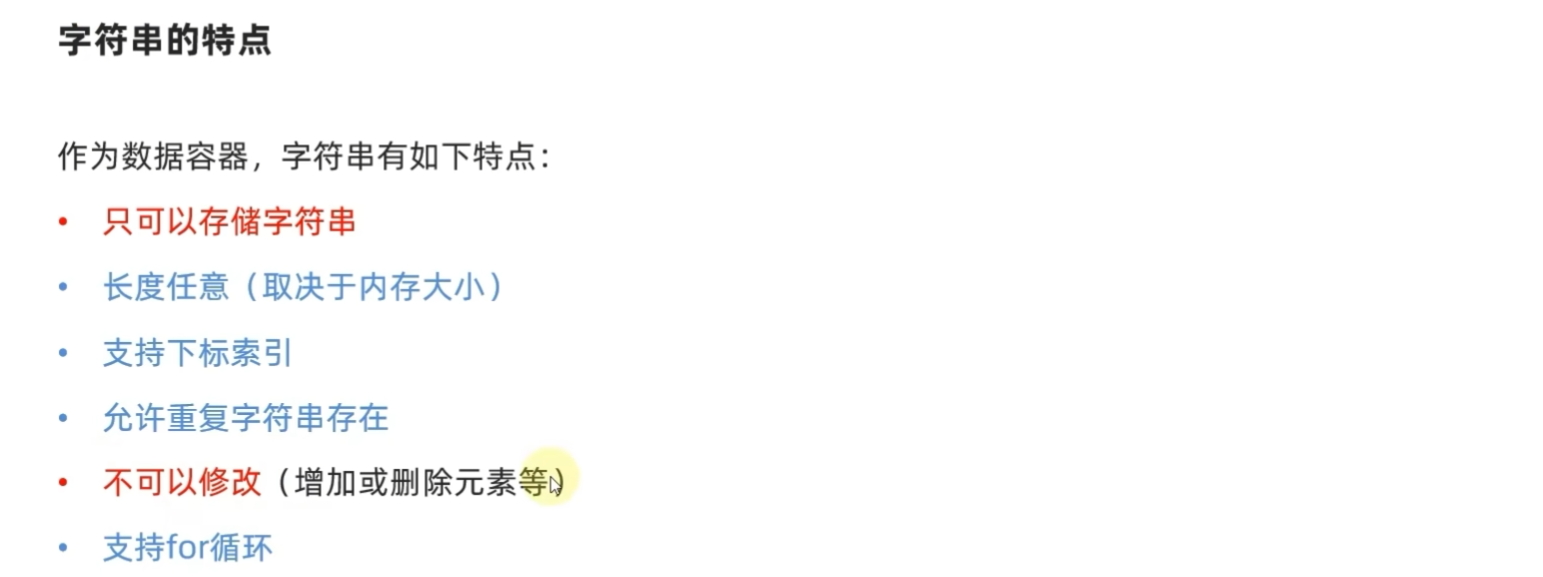 字符串的特点
作为数据容器，字符串有如下特点：
• 只可以存储字符串
• 长度任意（取决于内存大小）
• 支持下标索引
• 允许重复字符串存在
• 不可以修改（增加或删除元素等）
• 支持for循环